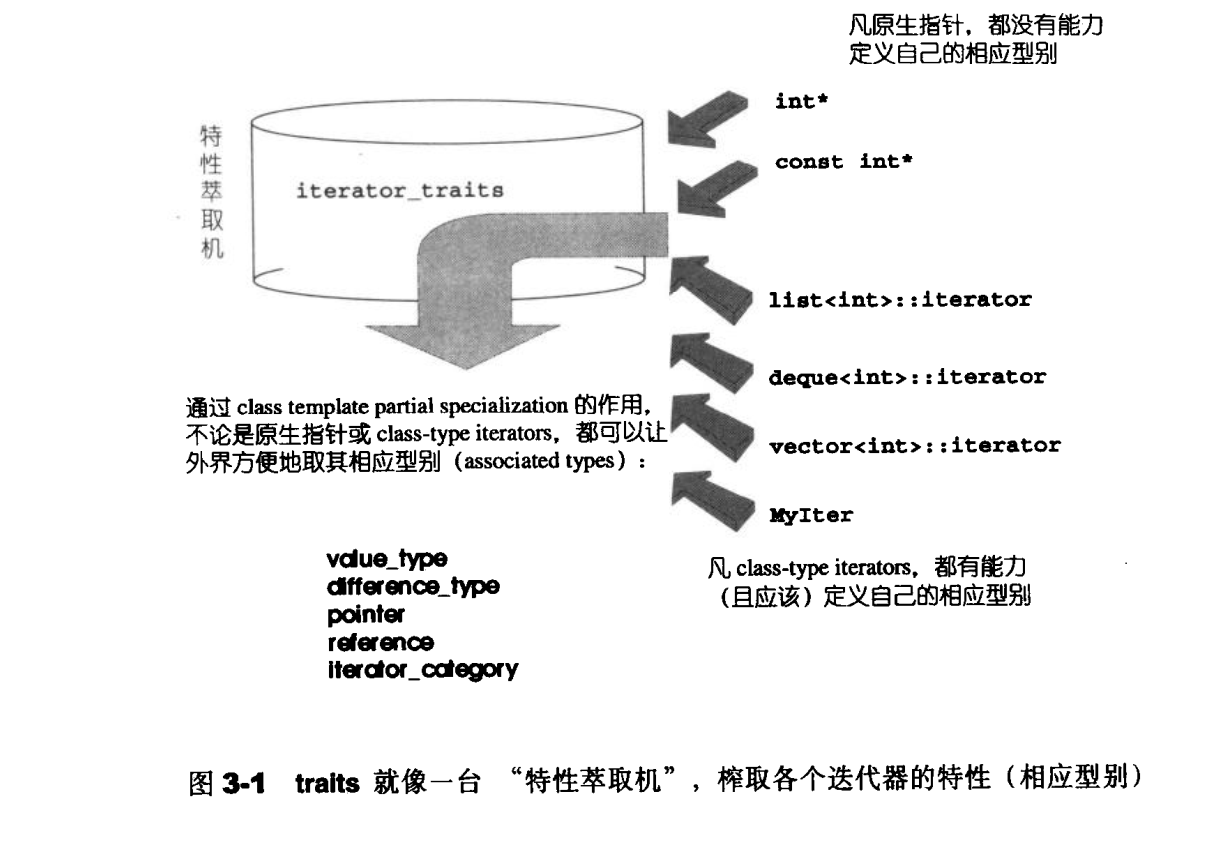 凡原生指针，都没有能力
定义自己的相应型别
int*
const int*
特性萃取机
iterator_traits
list<int>::iterator
deque<int>::iterator
vector<int>::iterator
MyIter
通过 class template partial specialization 的作用，
不论是原生指针或 class-type iterators，都可以让
外界方便地取其相应型别（associated types）：
value_type
difference_type
pointer
reference
iterator_category
凡 class-type iterators，都有能力
（且应该）定义自己的相应型别
图 3-1 traits 就像一台 “特性萃取机”，榨取各个迭代器的特性（相应型别）